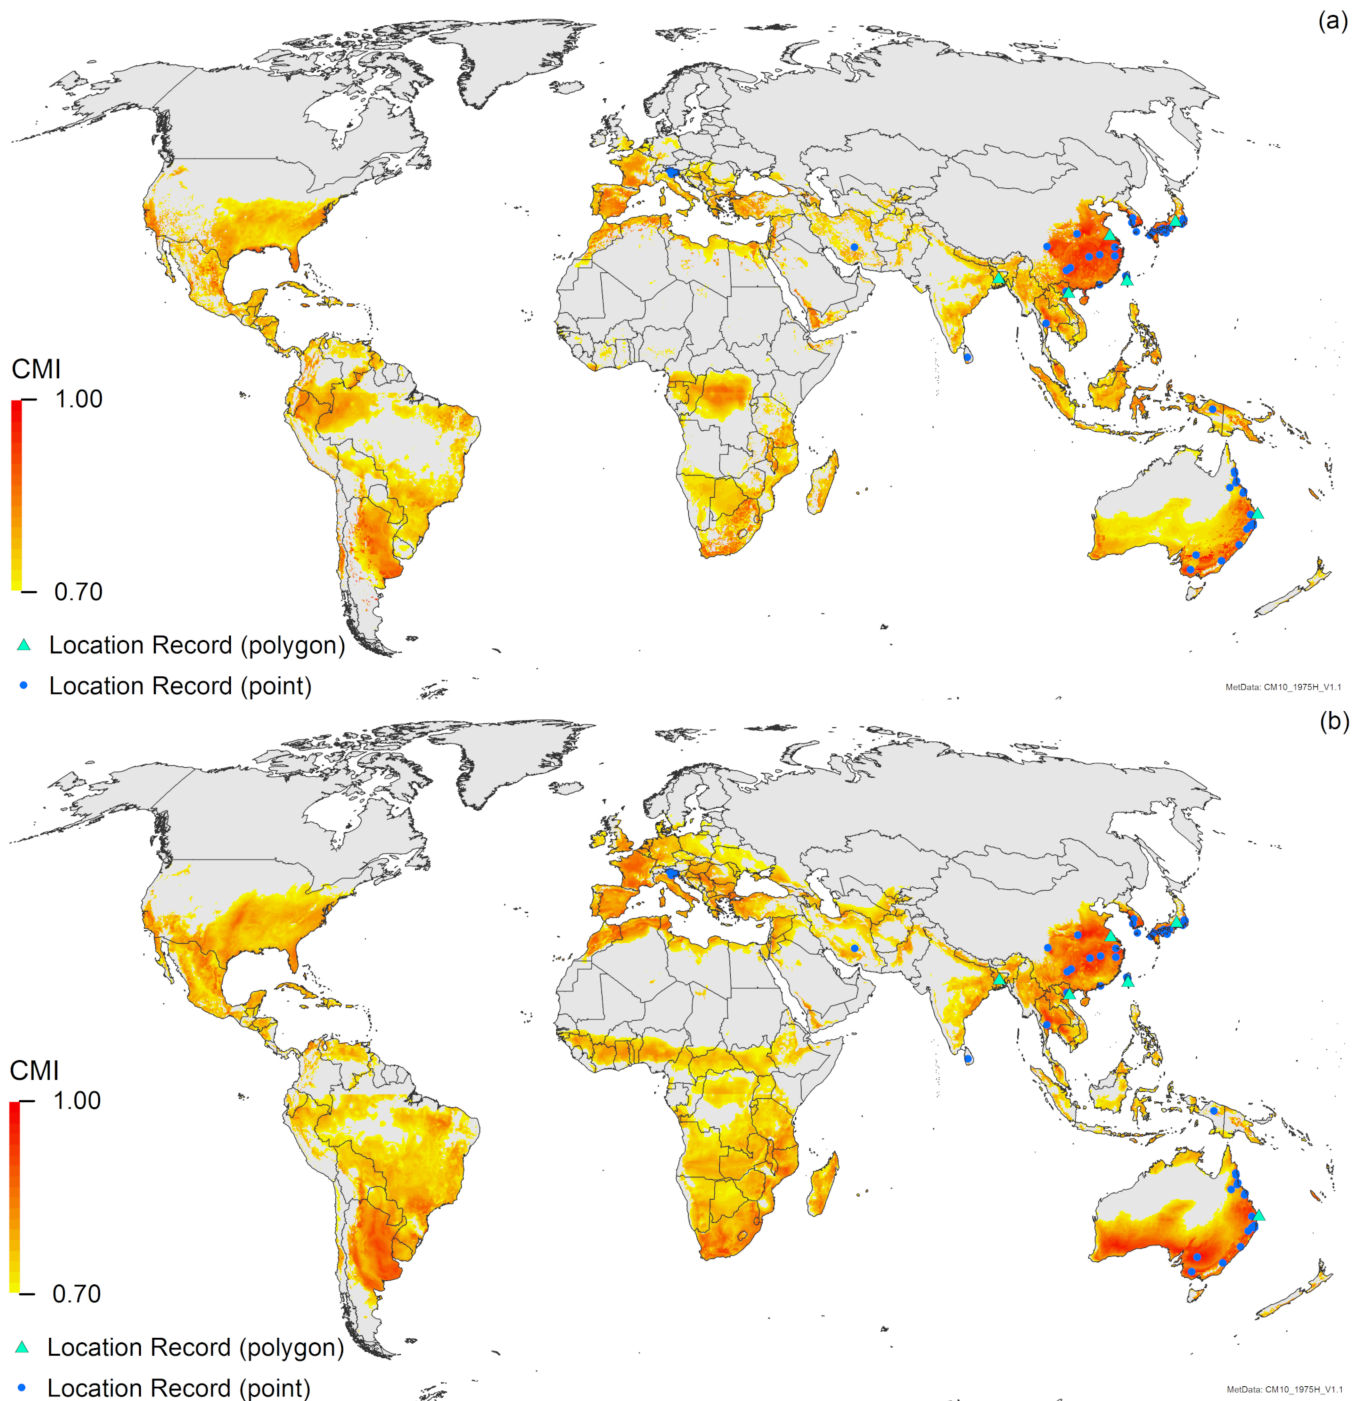 (a)
CMI
1.00
0.70
Location Record (polygon)
Location Record (point)
MetData: CM10_1975H_V1.1
(b)
CMI
1.00
0.70
Location Record (polygon)
Location Record (point)
MetData: CM10_1975H_V1.1